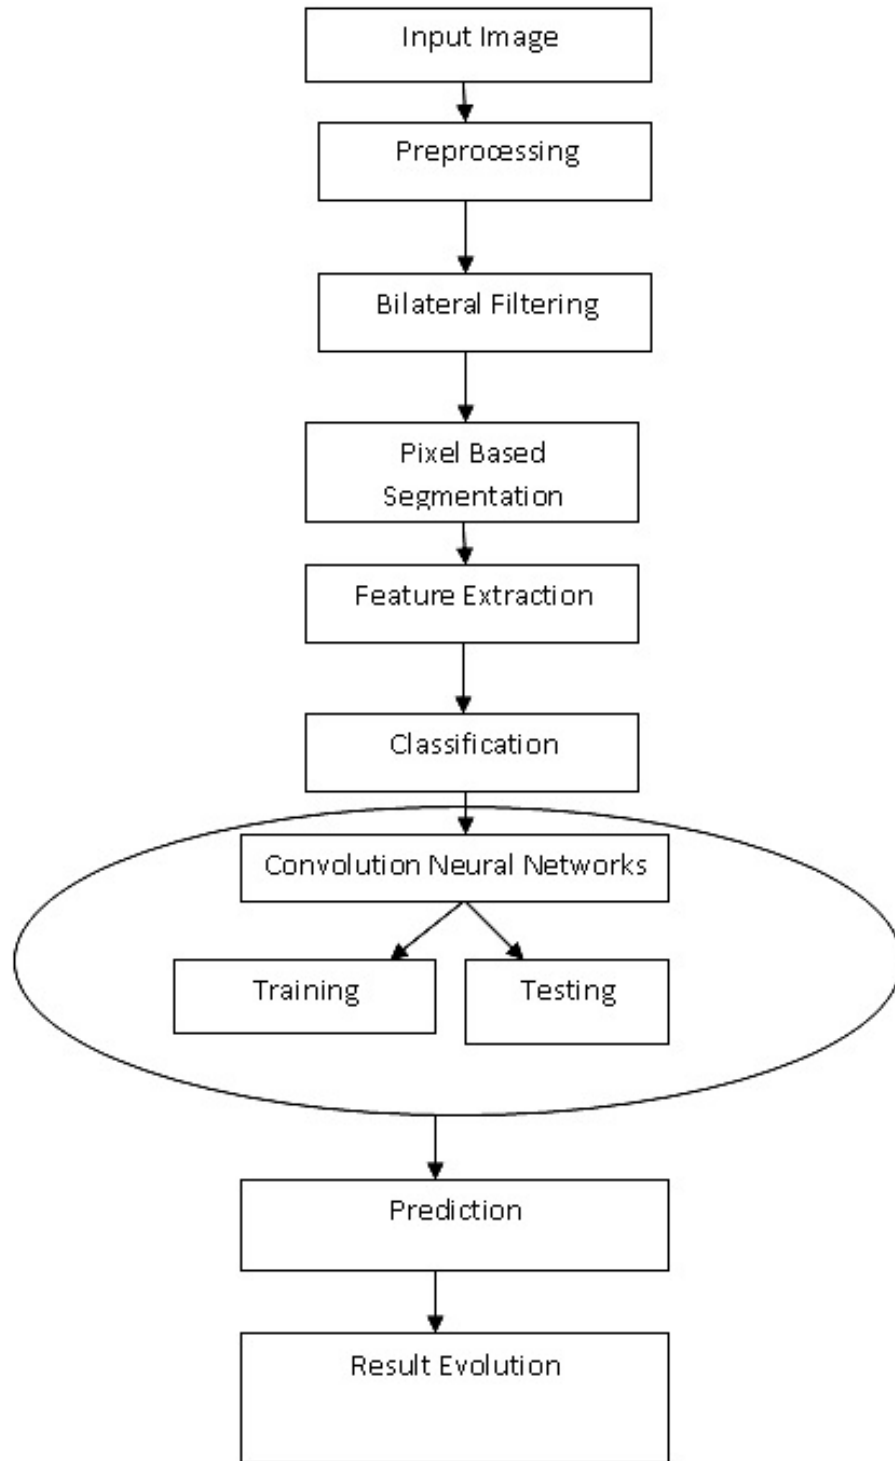 Input Image
Preprocessing
Bilateral Filtering
Pixel Based
Segmentation
Feature Extraction
Classification
Convolution Neural Networks
Training
Testing
Prediction
Result Evolution